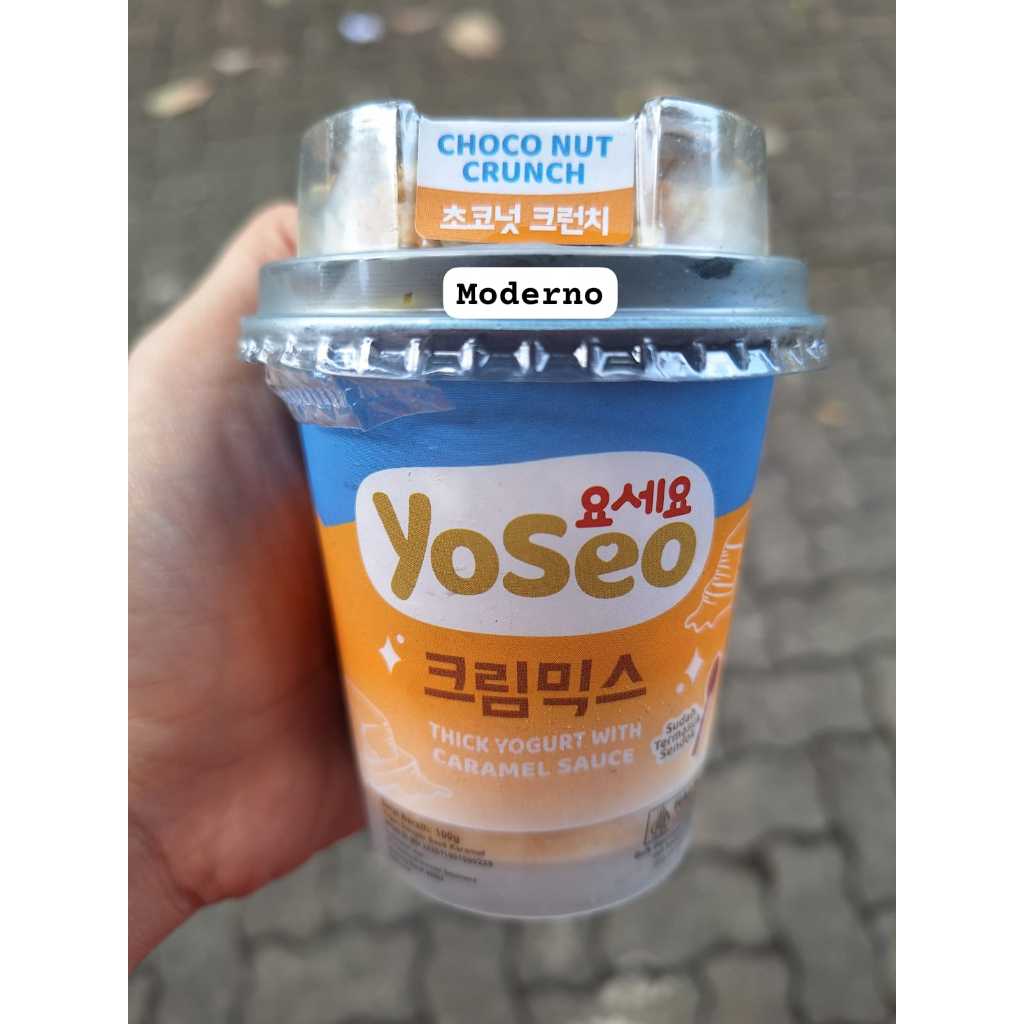 CHOCO NUT
CRUNCH
초코넛 크런치
Moderno
요세요
Yoseo
크림믹스
THICK YOGURT WITH
CARAMEL SAUCE
Sudah
Termasuk
Sendok
100g